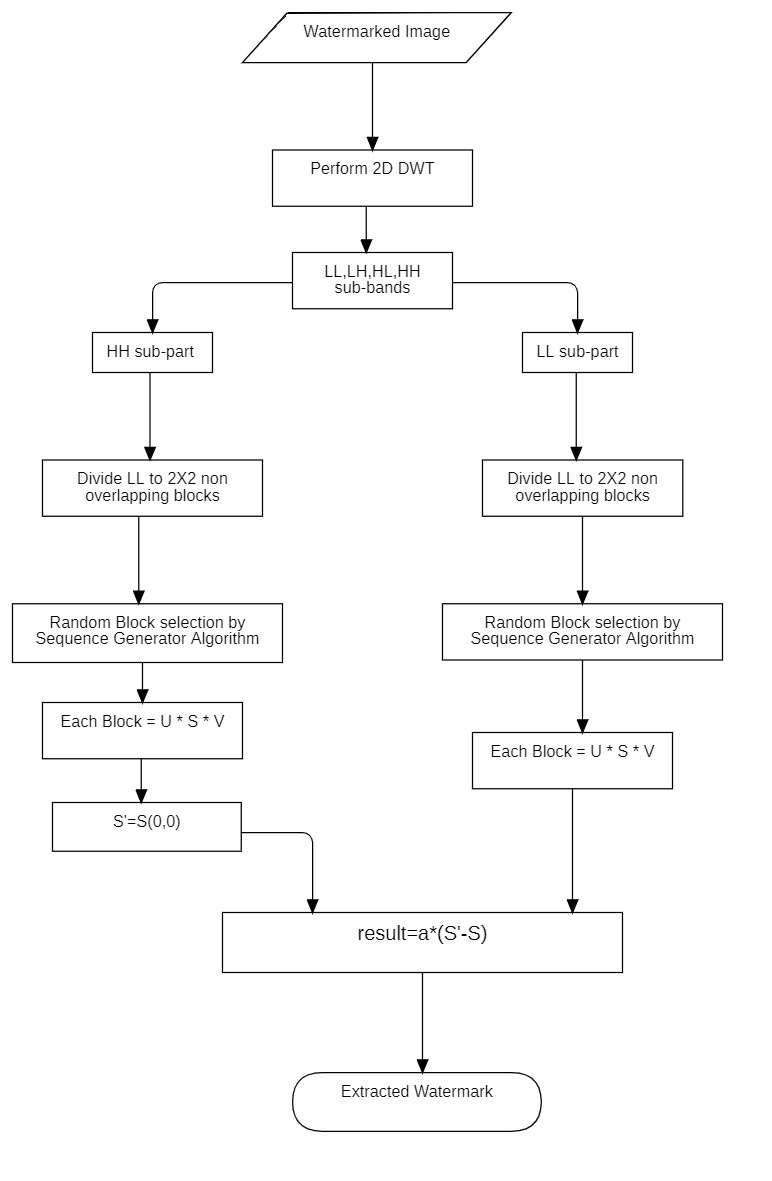 Watermarked Image
Perform 2D DWT
LL,LH,HL,HH
sub-bands
HH sub-part
LL sub-part
Divide LL to 2X2 non
overlapping blocks
Divide LL to 2X2 non
overlapping blocks
Random Block selection by
Sequence Generator Algorithm
Random Block selection by
Sequence Generator Algorithm
Each Block = U * S * V
Each Block = U * S * V
S'=S(0,0)
result=a*(S'-S)
Extracted Watermark